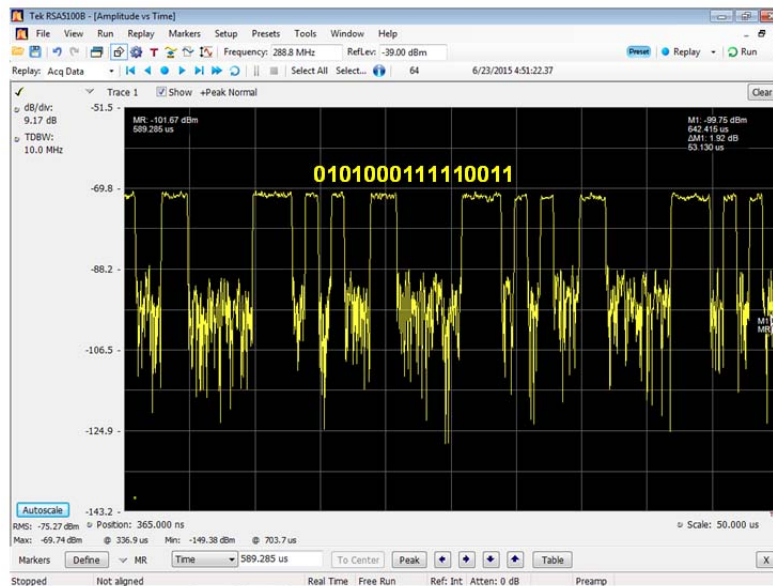 Tek RSA5100B - [Amplitude vs Time]
File View Run Replay Markers Setup Presets Tools Window Help
Frequency: 288.8 MHz RefLev: -39.00 dBm Preset Replay Run
Replay: Acq Data Select All Select... 64 6/23/2015 4:51:22.37
Trace 1 Show +Peak Normal Clear
dB/div:
9.17 dB
TDBW:
10.0 MHz
-51.5
MR: -101.67 dBm
589.285 us
M1: -99.75 dBm
642.415 us
ΔM1: 1.92 dB
53.130 us
0101000111110011
-69.8
-88.2
M1
MR
-106.5
-124.9
-143.2
Autoscale
Position: 365.000 ns Scale: 50.000 us
RMS: -75.27 dBm
Max: -69.74 dBm @ 336.9 us Min: -149.38 dBm @ 703.7 us
Markers Define MR Time 589.285 us To Center Peak Table X
Stopped Not aligned Real Time Free Run Ref: Int Atten: 0 dB Preamp